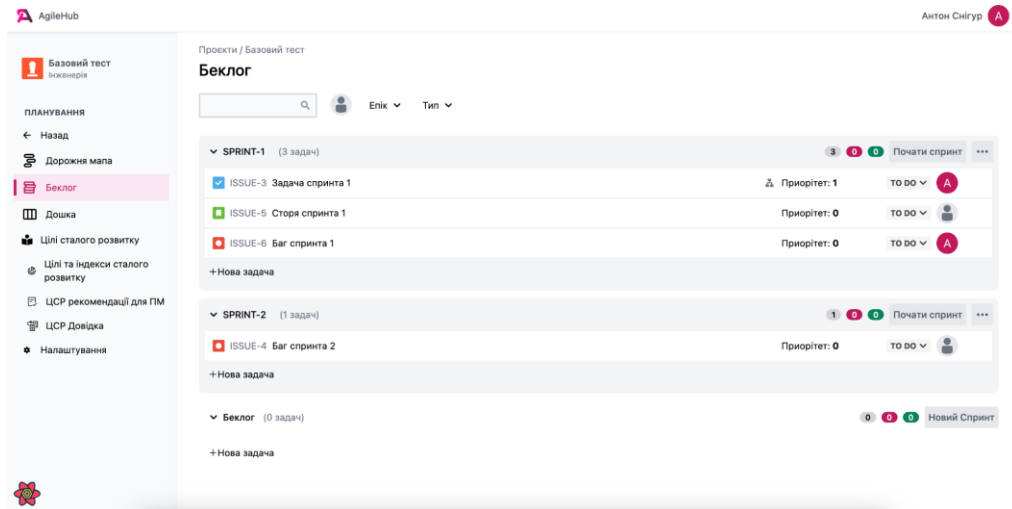 AgileHub
Антон Снігур
A
Базовий тест
Інженерія
ПЛАНУВАННЯ
Назад
Дорожня мапа
Беклог
Дошка
Цілі сталого розвитку
Цілі та індекси сталого
розвитку
ЦСР рекомендації для ПМ
ЦСР Довідка
Налаштування
Проєкти / Базовий тест
Беклог
Епік
Тип
SPRINT-1 (3 задач) 3 0 0 Почати спринт
ISSUE-3 Задача спринта 1 Приорітет: 1 TO DO A
ISSUE-5 Сторя спринта 1 Приорітет: 0 TO DO
ISSUE-6 Баг спринта 1 Приорітет: 0 TO DO A
+Нова задача
SPRINT-2 (1 задач) 1 0 0 Почати спринт
ISSUE-4 Баг спринта 2 Приорітет: 0 TO DO
+Нова задача
Беклог (0 задач) 0 0 0 Новий Спринт
+Нова задача